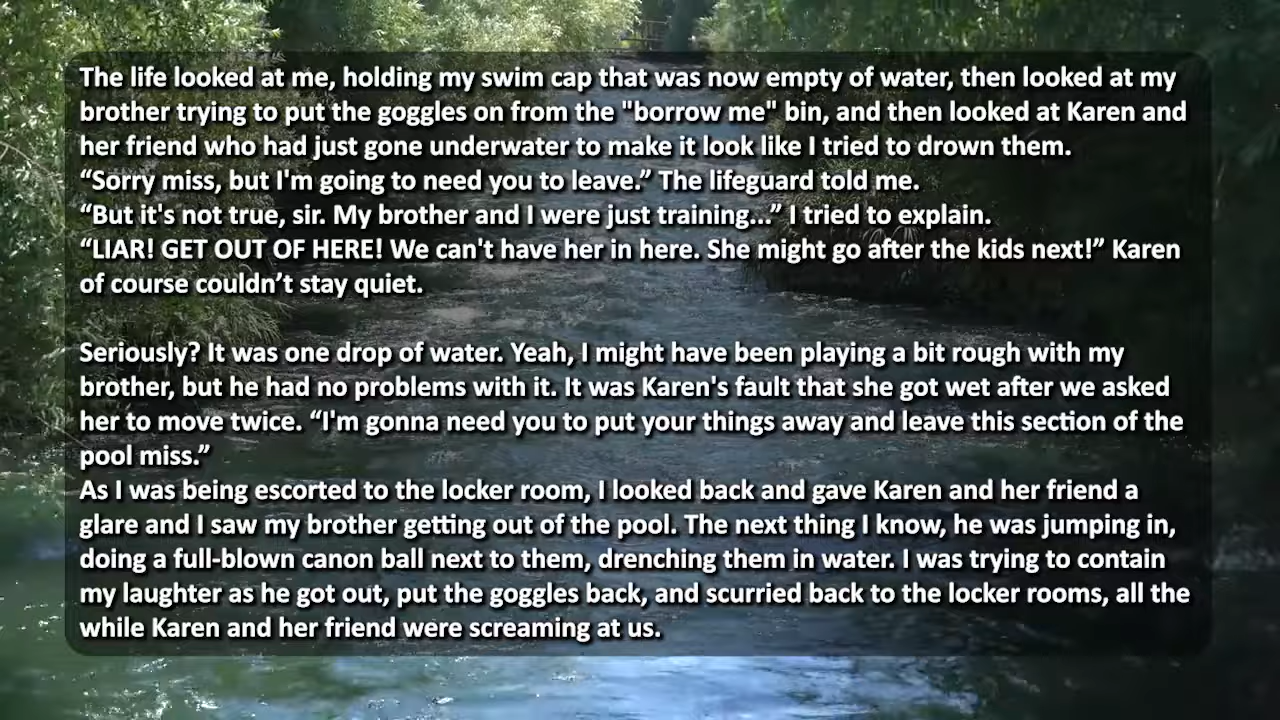 The life looked at me, holding my swim cap that was now empty of water, then looked at my
brother trying to put the goggles on from the "borrow me" bin, and then looked at Karen and
her friend who had just gone underwater to make it look like I tried to drown them.
“Sorry miss, but I'm going to need you to leave.” The lifeguard told me.
“But it's not true, sir. My brother and I were just training...” I tried to explain.
“LIAR! GET OUT OF HERE! We can't have her in here. She might go after the kids next!” Karen
of course couldn’t stay quiet.
Seriously? It was one drop of water. Yeah, I might have been playing a bit rough with my
brother, but he had no problems with it. It was Karen's fault that she got wet after we asked
her to move twice. “I'm gonna need you to put your things away and leave this section of the
pool miss.”
As I was being escorted to the locker room, I looked back and gave Karen and her friend a
glare and I saw my brother getting out of the pool. The next thing I know, he was jumping in,
doing a full-blown canon ball next to them, drenching them in water. I was trying to contain
my laughter as he got out, put the goggles back, and scurried back to the locker rooms, all the
while Karen and her friend were screaming at us.